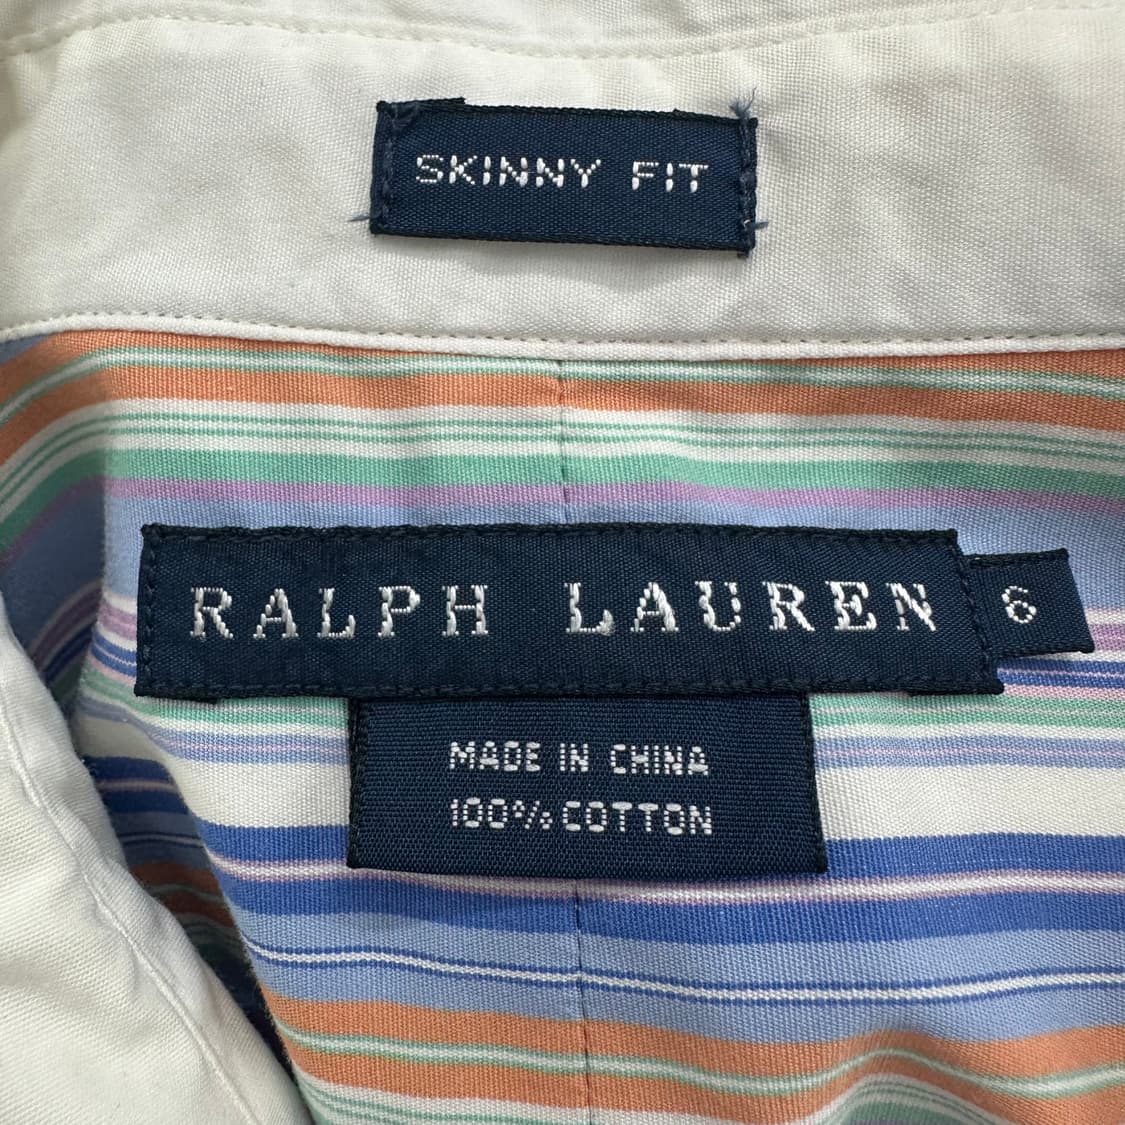 SKINNY FIT
RALPH LAUREN 6
MADE IN CHINA
100% COTTON